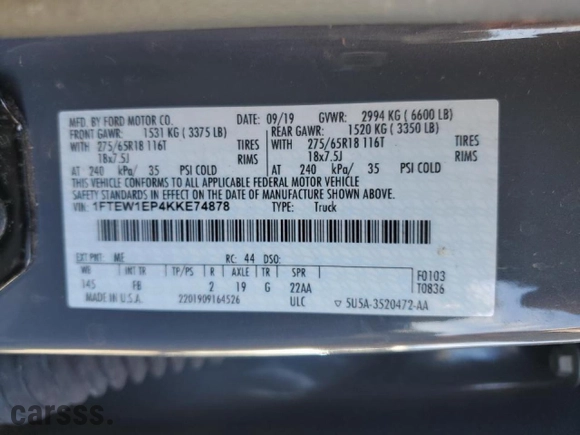 MFD. BY FORD MOTOR CO. 09/19 GVWR: 2994 KG ( 6600 LB)
FRONT GAWR: 1531 KG ( 3375 LB) REAR GAWR: 1520 KG ( 3350 LB)
WITH 275/65R18 116T TIRES WITH 275/65R18 116T TIRES
18x7.5J RIMS 18x7.5J RIMS
AT 240 kPa/ 35 PSI COLD AT 240 kPa/ 35 PSI COLD
THIS VEHICLE CONFORMS TO ALL APPLICABLE FEDERAL MOTOR VEHICLE
SAFETY STANDARDS IN EFFECT ON THE DATE OF MANUFACTURE SHOWN ABOVE.
VIN: 1FTEW1EP4KKE74878 TYPE: Truck
EXT PNT: ME RC: 44 DSO: F0103
WB INT TR TP/PS R AXLE TR SPR T0836
145 FB 2 19 G 22AA
MADE IN U.S.A. 2201909164526 ULC ▽ 5U5A-3520472-AA
carsss.